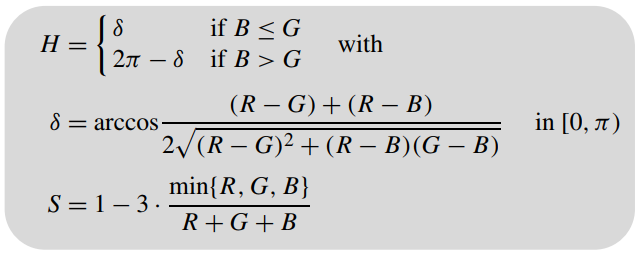 H = { δ if B ≤ G
2π − δ if B > G with
δ = arccos (R − G) + (R − B) / 2√(R − G)² + (R − B)(G − B) in [0, π)
S = 1 − 3 · min{R, G, B} / R + G + B